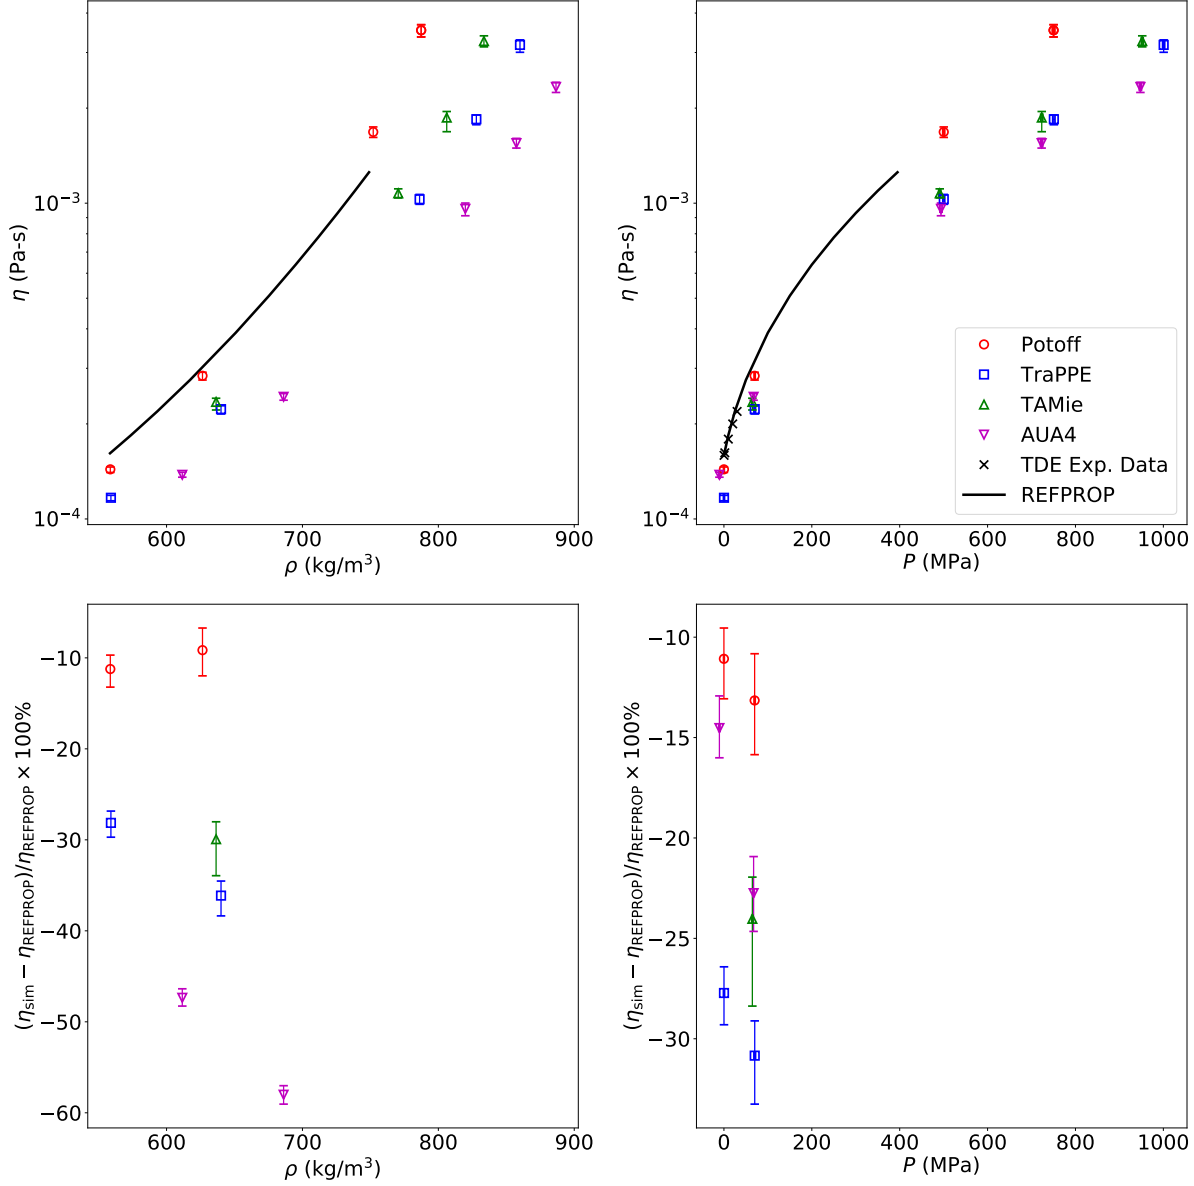 η (Pa-s)
10⁻³
10⁻⁴
600 700 800 900
ρ (kg/m³)
η (Pa-s)
10⁻³
10⁻⁴
Potoff
TraPPE
TAMie
AUA4
TDE Exp. Data
REFPROP
0 200 400 600 800 1000
P (MPa)
(η_sim − η_REFPROP)/η_REFPROP × 100%
−10
−20
−30
−40
−50
−60
600 700 800 900
ρ (kg/m³)
(η_sim − η_REFPROP)/η_REFPROP × 100%
−10
−15
−20
−25
−30
0 200 400 600 800 1000
P (MPa)